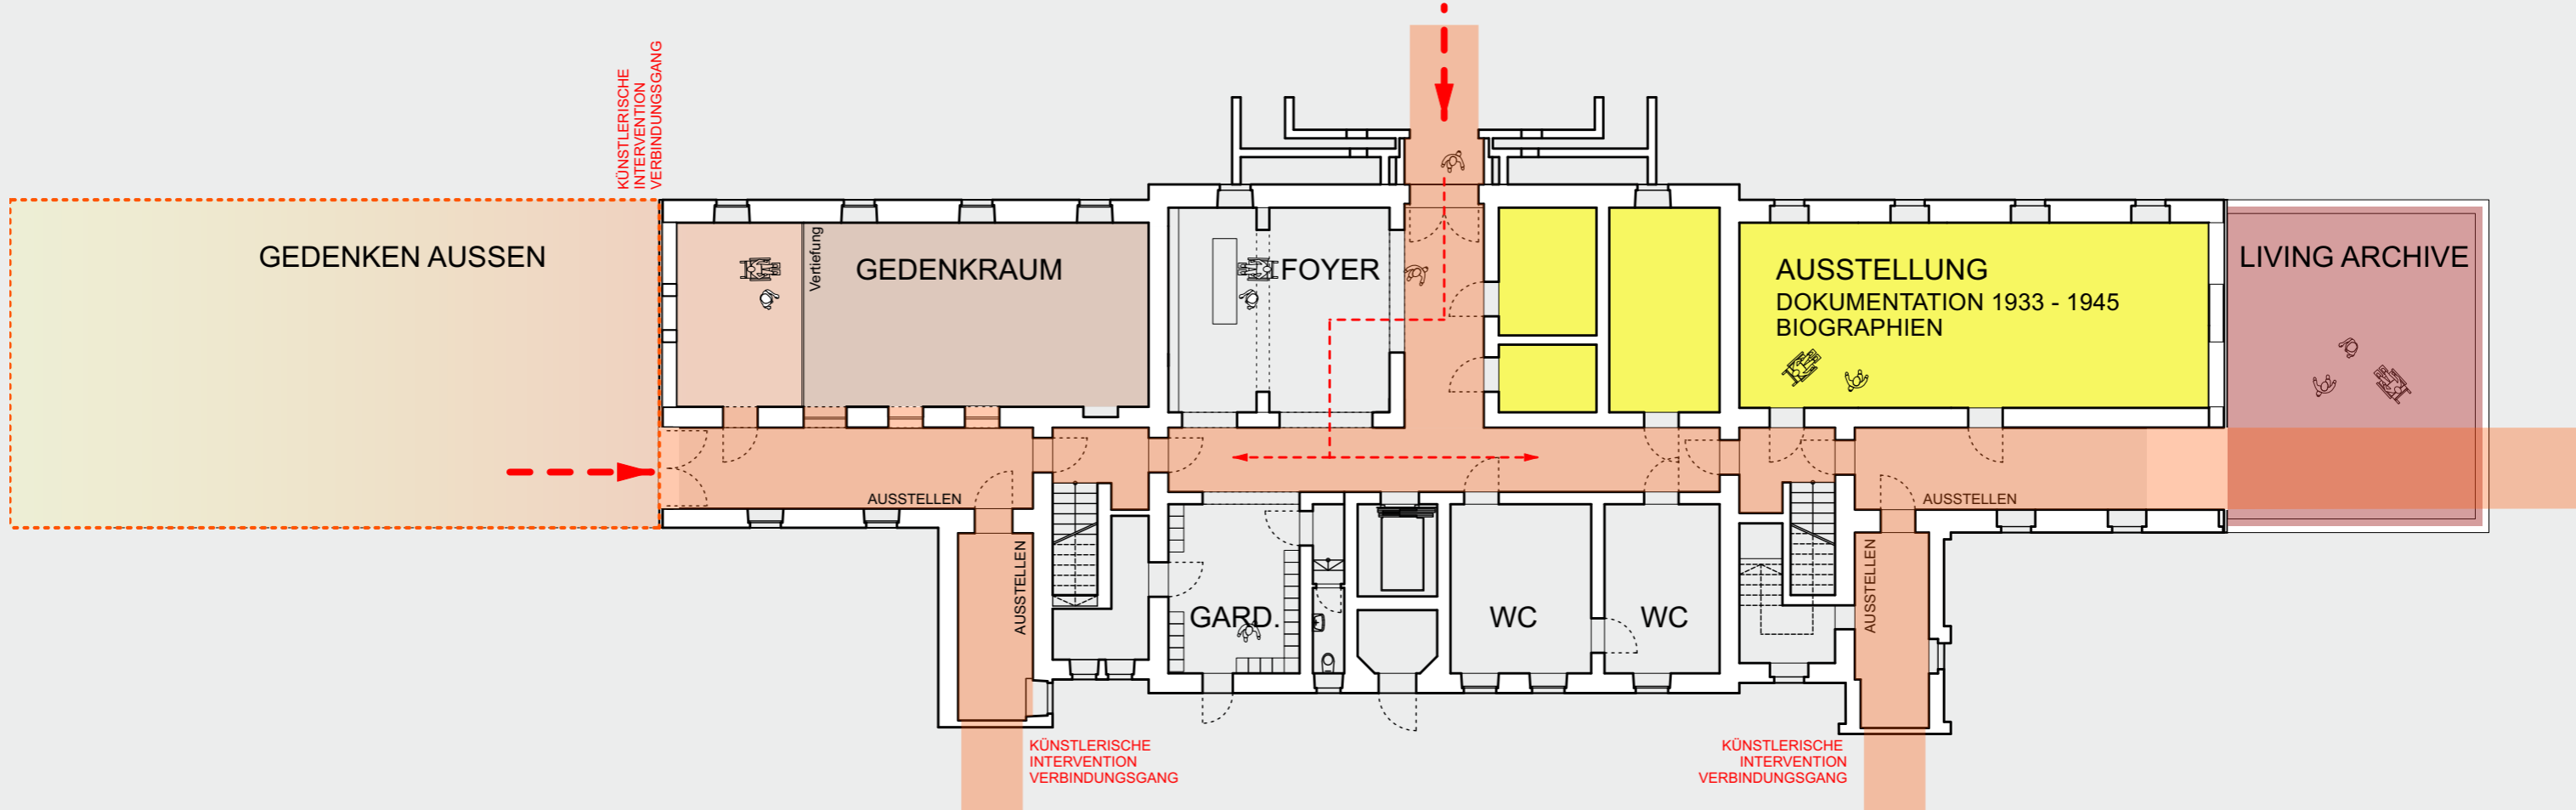 KÜNSTLERISCHE
INTERVENTION
VERBINDUNGSGANG
GEDENKEN AUSSEN
Vertiefung
GEDENKRAUM
FOYER
AUSSTELLUNG
DOKUMENTATION 1933 - 1945
BIOGRAPHIEN
LIVING ARCHIVE
AUSSTELLEN
AUSSTELLEN
AUSSTELLEN
AUSSTELLEN
GARD.
WC
WC
KÜNSTLERISCHE
INTERVENTION
VERBINDUNGSGANG
KÜNSTLERISCHE
INTERVENTION
VERBINDUNGSGANG